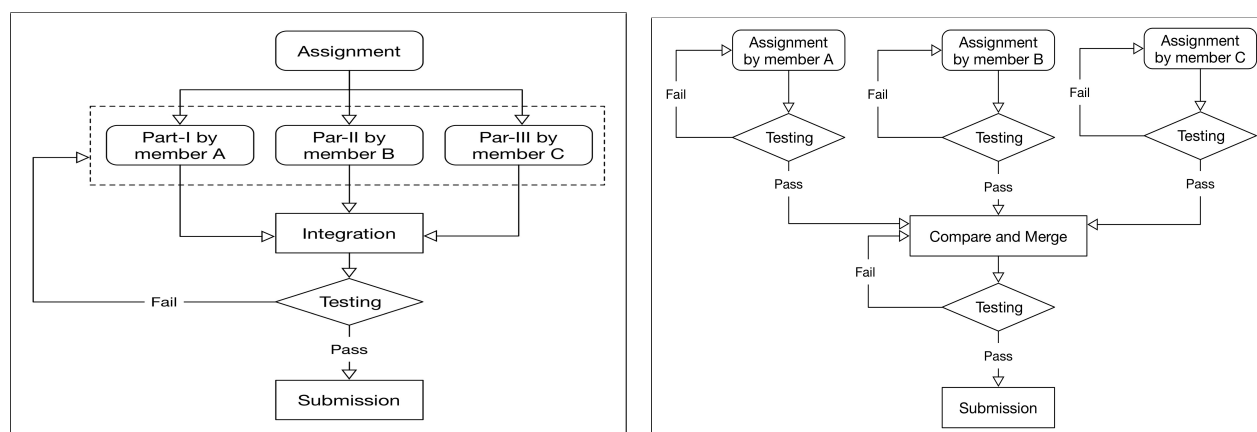 Assignment
Part-I by
member A
Par-II by
member B
Par-III by
member C
Integration
Fail
Testing
Pass
Submission
Assignment
by member A
Assignment
by member B
Assignment
by member C
Fail
Fail
Fail
Testing
Testing
Testing
Pass
Pass
Pass
Compare and Merge
Fail
Testing
Pass
Submission